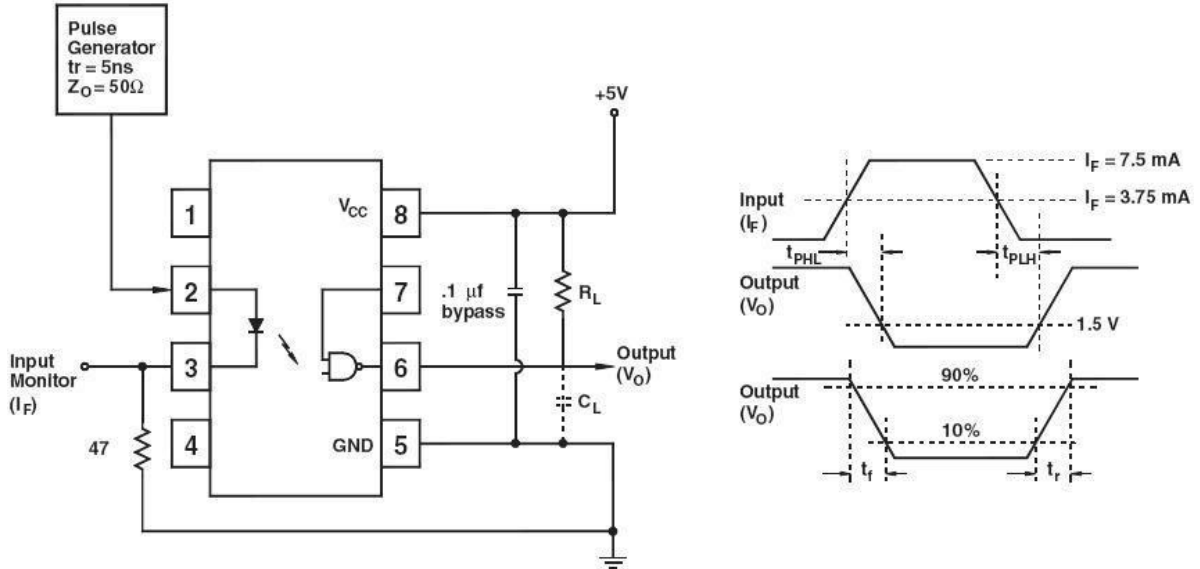 Pulse
Generator
tr = 5ns
ZO = 50Ω
+5V
1
VCC
8
2
7
.1 µf
bypass
RL
Input
Monitor
(IF)
3
6
Output
(VO)
CL
47
4
GND
5
IF = 7.5 mA
Input
(IF)
IF = 3.75 mA
tPHL
tPLH
Output
(VO)
1.5 V
Output
(VO)
90%
10%
tf
tr